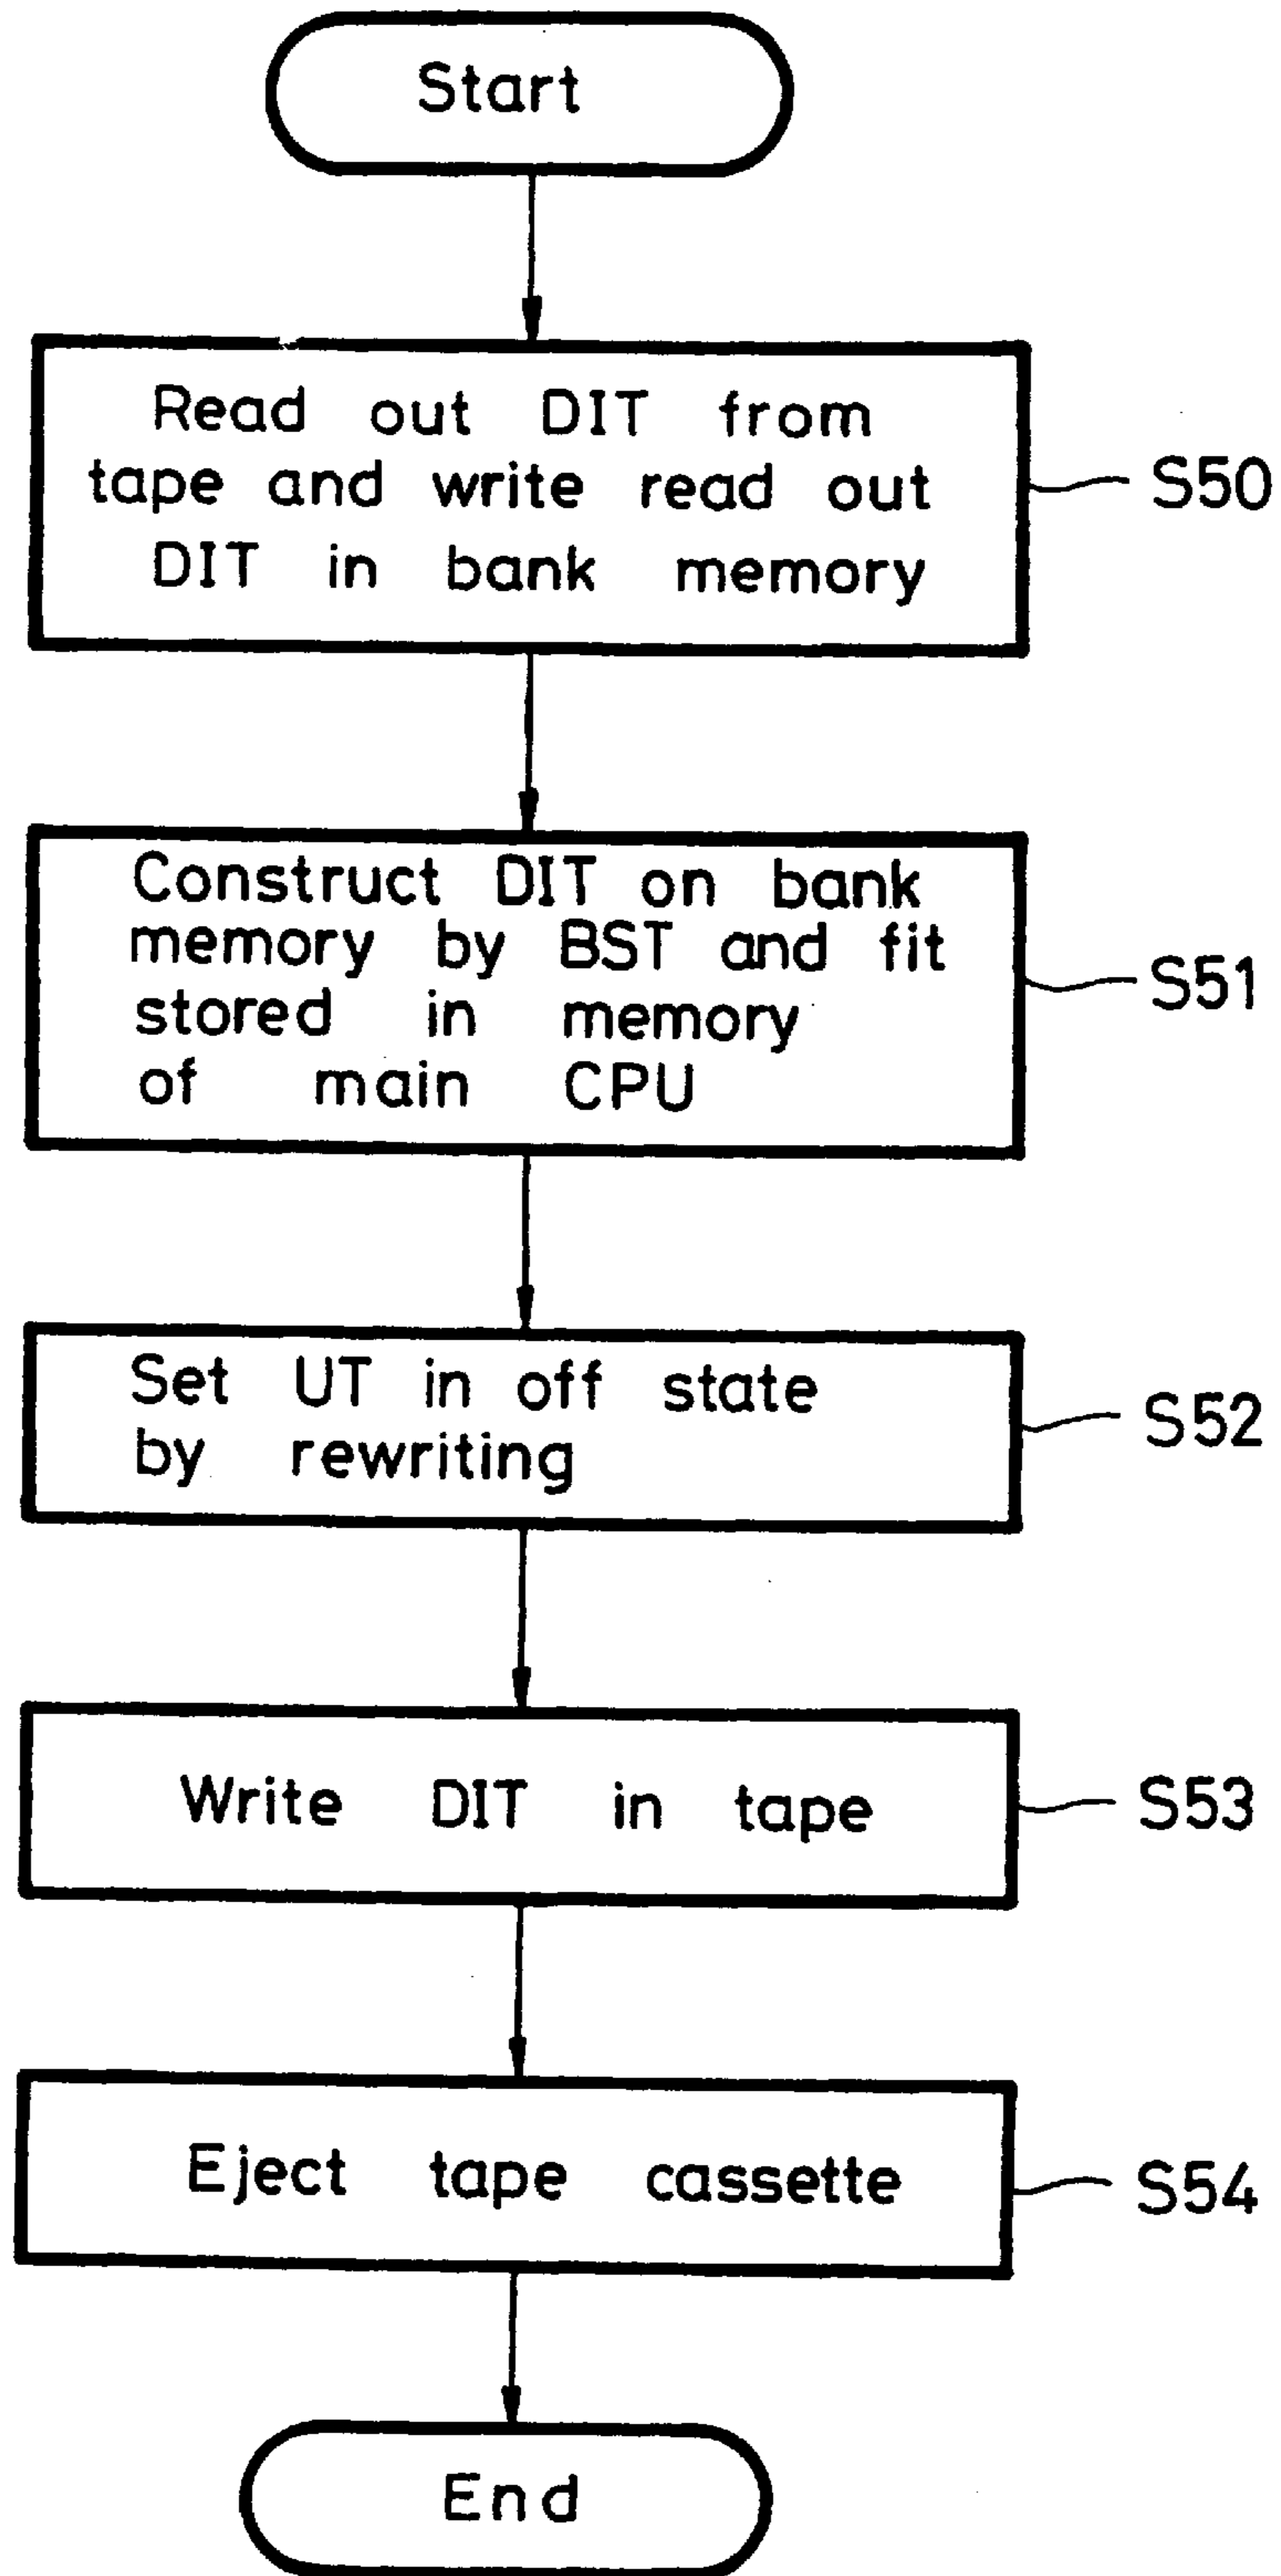 Start
Read out DIT from
tape and write read out
DIT in bank memory
S50
Construct DIT on bank
memory by BST and fit
stored in memory
of main CPU
S51
Set UT in off state
by rewriting
S52
Write DIT in tape
S53
Eject tape cassette
S54
End